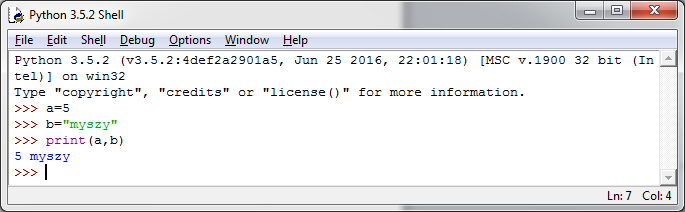 Python 3.5.2 Shell
File Edit Shell Debug Options Window Help
Python 3.5.2 (v3.5.2:4def2a2901a5, Jun 25 2016, 22:01:18) [MSC v.1900 32 bit (In
tel)] on win32
Type "copyright", "credits" or "license()" for more information.
>>> a=5
>>> b="myszy"
>>> print(a,b)
5 myszy
>>>
Ln: 7 Col: 4